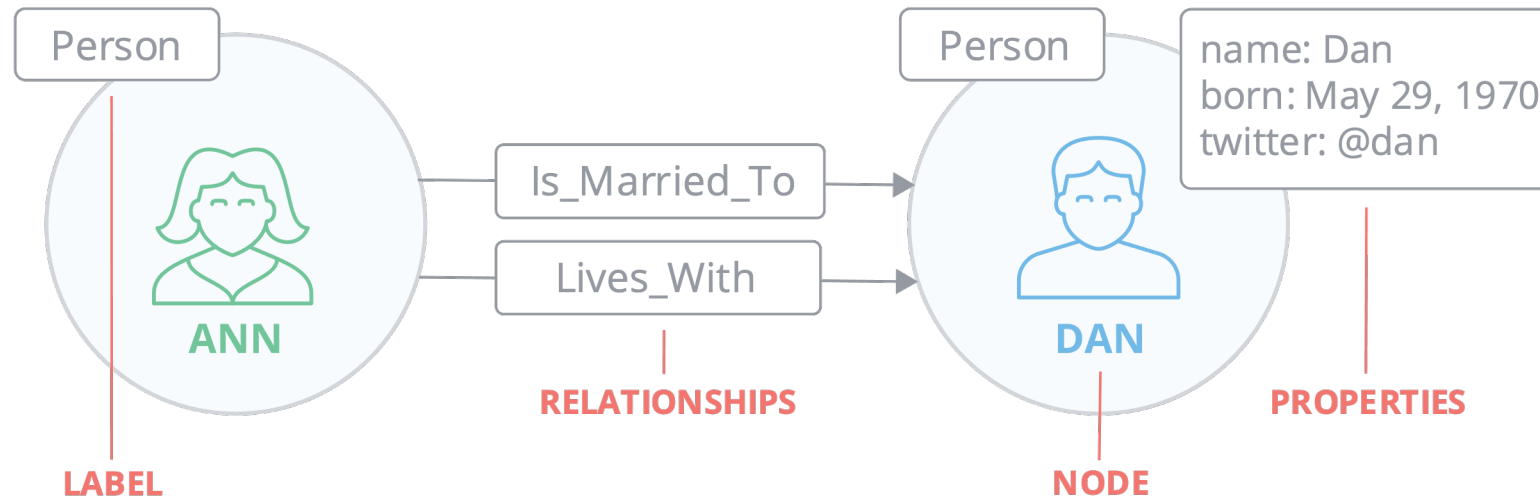 Person
Person
name: Dan
born: May 29, 1970
twitter: @dan
Is_Married_To
Lives_With
ANN
DAN
RELATIONSHIPS
PROPERTIES
LABEL
NODE